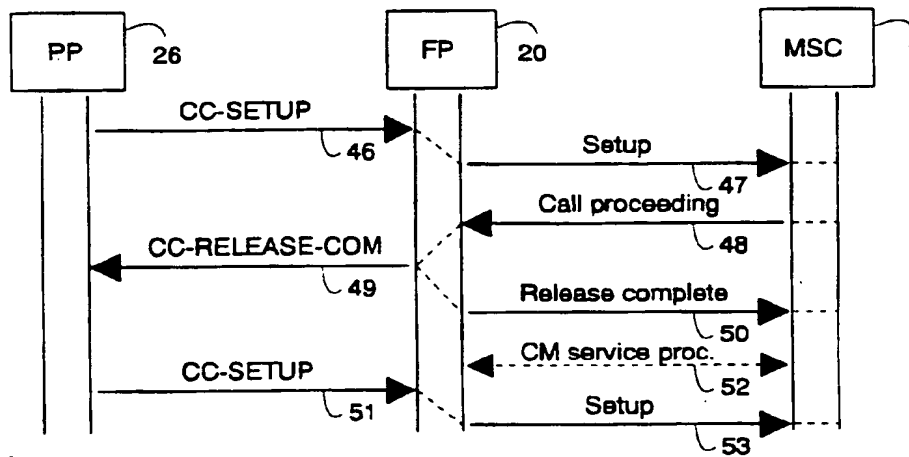 PP 26 FP 20 MSC
CC-SETUP
46
Setup
47
Call proceeding
48
CC-RELEASE-COM
49
Release complete
50
CM service proc.
52
CC-SETUP
51
Setup
53